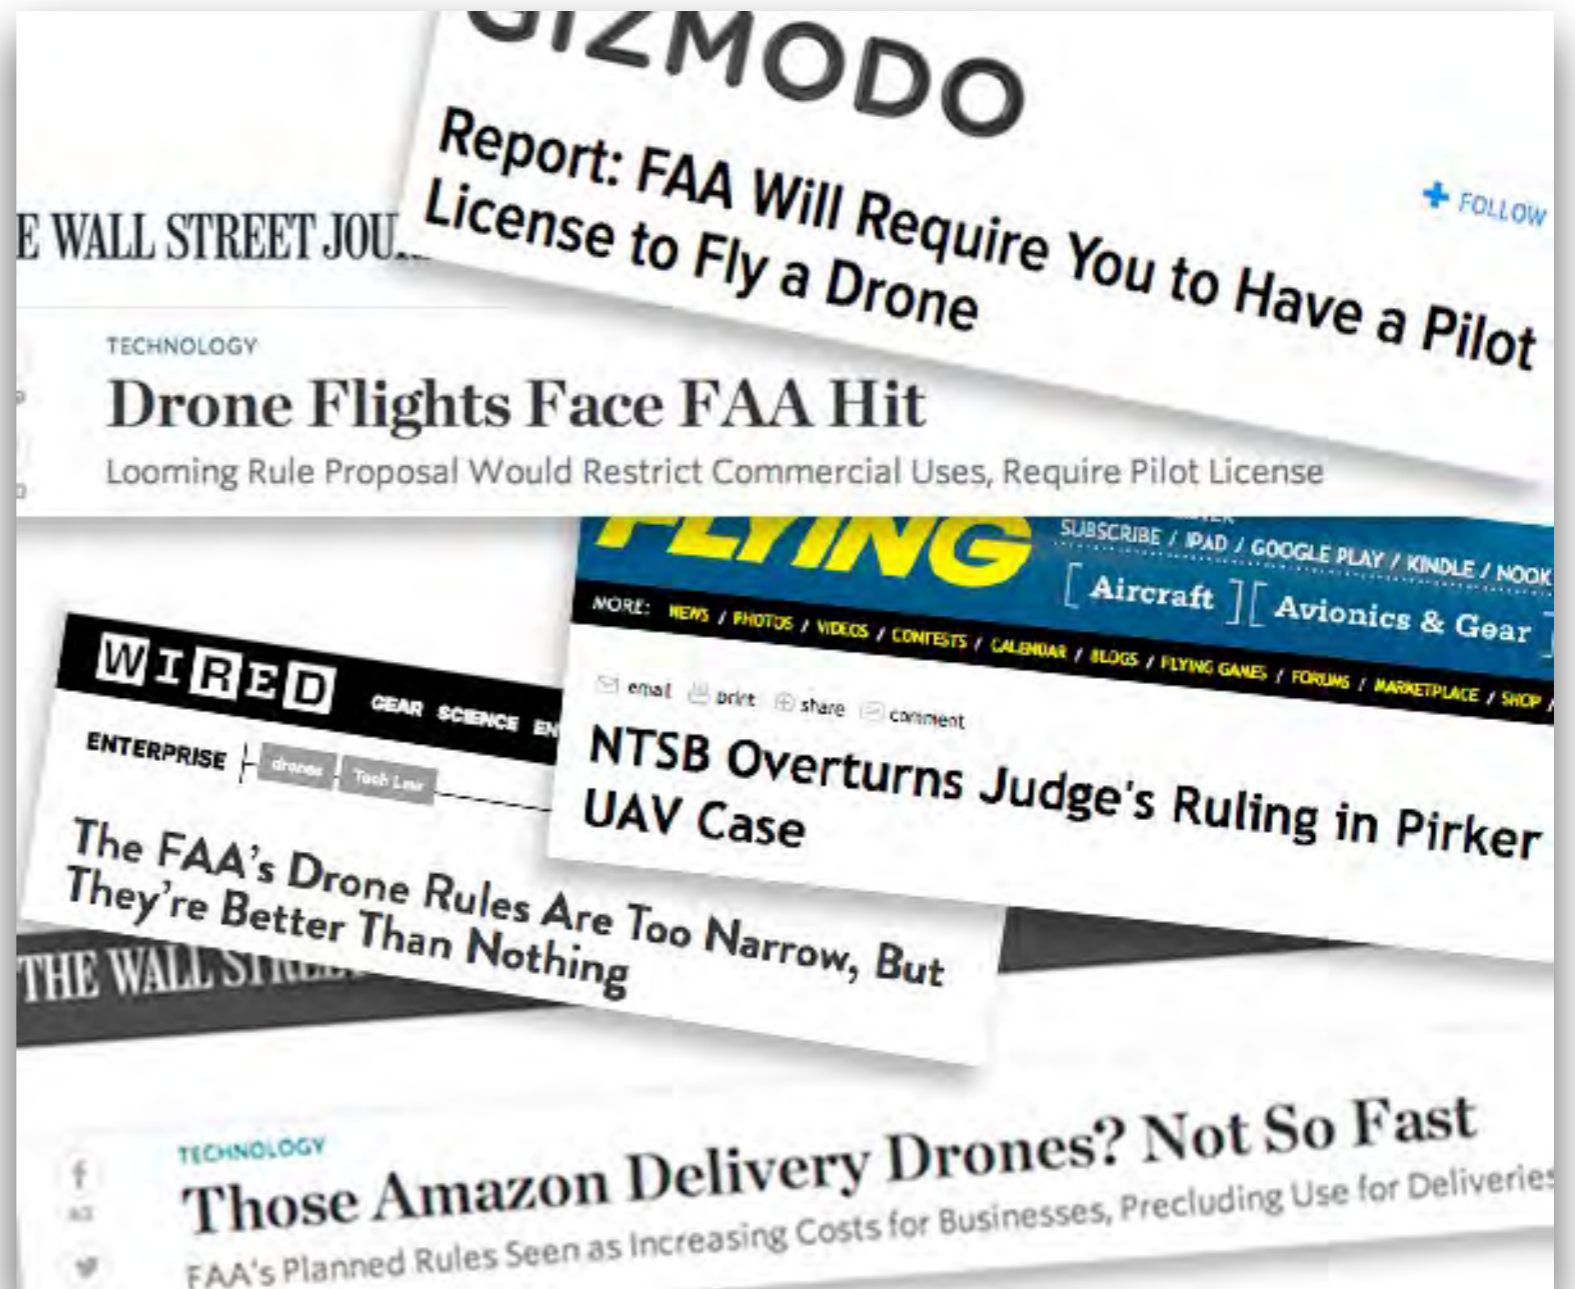 GIZMODO
Report: FAA Will Require You to Have a Pilot
License to Fly a Drone
FOLLOW
E WALL STREET JOU
TECHNOLOGY
Drone Flights Face FAA Hit
Looming Rule Proposal Would Restrict Commercial Uses, Require Pilot License
FLYING
SUBSCRIBE / IPAD / GOOGLE PLAY / KINDLE / NOOK
[ Aircraft ] [ Avionics & Gear ]
MORE: NEWS / PHOTOS / VIDEOS / CONTESTS / CALENDAR / BLOGS / FLYING GAMES / FORUMS / MARKETPLACE / SHOP /
email print share comment
NTSB Overturns Judge's Ruling in Pirker
UAV Case
WIRED GEAR SCIENCE EN
ENTERPRISE drones Tech Law
The FAA's Drone Rules Are Too Narrow, But
They're Better Than Nothing
THE WALL STREE
TECHNOLOGY
Those Amazon Delivery Drones? Not So Fast
FAA's Planned Rules Seen as Increasing Costs for Businesses, Precluding Use for Deliveries